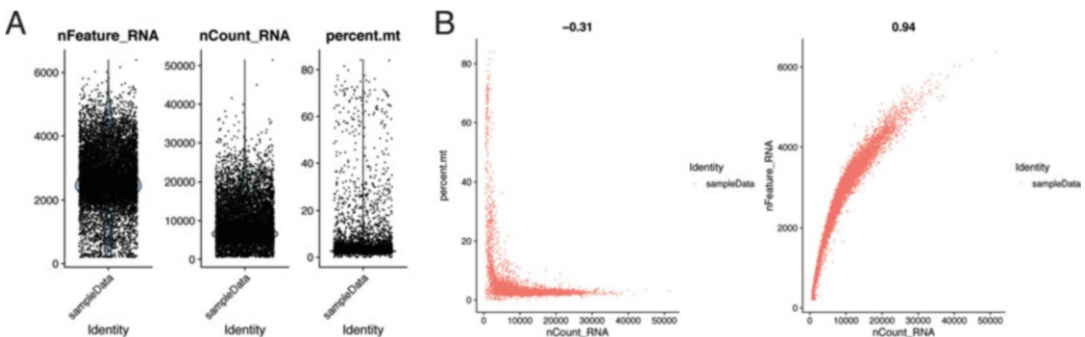 A
nFeature_RNA
6000
4000
2000
0
sampleData
Identity
nCount_RNA
50000
40000
30000
20000
10000
0
sampleData
Identity
percent.mt
80
60
40
20
0
sampleData
Identity
B
−0.31
percent.mt
80
60
40
20
0
0 10000 20000 30000 40000 50000
nCount_RNA
Identity
sampleData
0.94
nFeature_RNA
6000
4000
2000
0
0 10000 20000 30000 40000 50000
nCount_RNA
Identity
sampleData